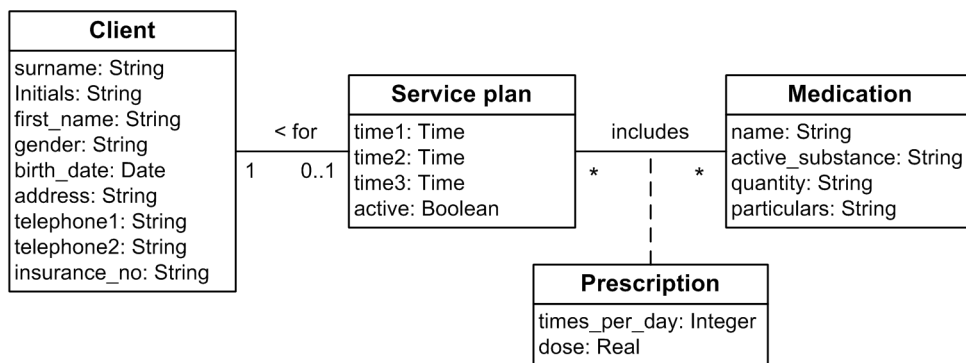 Client
surname: String
Initials: String
first_name: String
gender: String
birth_date: Date
address: String
telephone1: String
telephone2: String
insurance_no: String
< for
1
0..1
Service plan
time1: Time
time2: Time
time3: Time
active: Boolean
includes
*
*
Medication
name: String
active_substance: String
quantity: String
particulars: String
Prescription
times_per_day: Integer
dose: Real